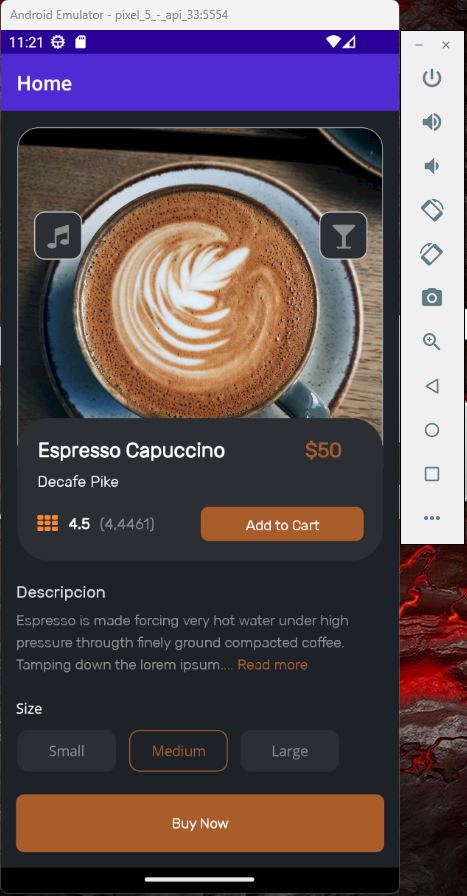 Android Emulator - pixel_5_-_api_33:5554
11:21
Home
Espresso Capuccino
$50
Decafe Pike
4.5 (4,4461)
Add to Cart
Descripcion
Espresso is made forcing very hot water under high
pressure througth finely ground compacted coffee.
Tamping down the lorem ipsum.... Read more
Size
Small
Medium
Large
Buy Now